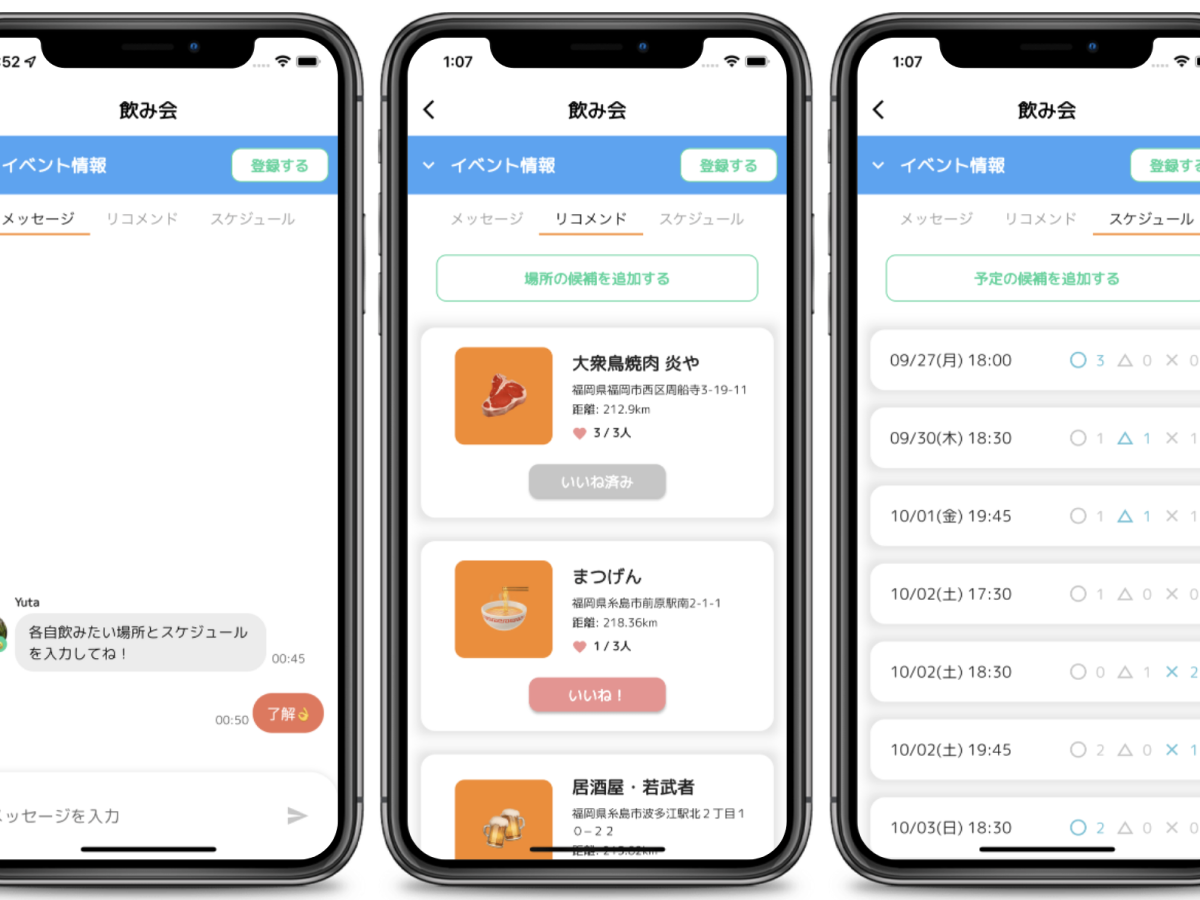 :52
飲み会
イベント情報
登録する
メッセージ
リコメンド
スケジュール
Yuta
各自飲みたい場所とスケジュール
を入力してね！
00:45
00:50
了解👌
ッセージを入力
1:07
飲み会
イベント情報
登録する
メッセージ
リコメンド
スケジュール
場所の候補を追加する
大衆鳥焼肉 炎や
福岡県福岡市西区周船寺3-19-11
距離: 212.9km
3 / 3人
いいね済み
まつげん
福岡県糸島市前原駅南2-1-1
距離: 218.36km
1 / 3人
いいね！
居酒屋・若武者
福岡県糸島市波多江駅北２丁目１
０−２２
距離: 215.82km
1:07
飲み会
イベント情報
登録する
メッセージ
リコメンド
スケジュール
予定の候補を追加する
09/27(月) 18:00 ○ 3 △ 0 × 0
09/30(木) 18:30 ○ 1 △ 1 × 1
10/01(金) 19:45 ○ 1 △ 1 × 1
10/02(土) 17:30 ○ 1 △ 0 × 0
10/02(土) 18:30 ○ 0 △ 1 × 2
10/02(土) 19:45 ○ 2 △ 0 × 1
10/03(日) 18:30 ○ 2 △ 0 × 0